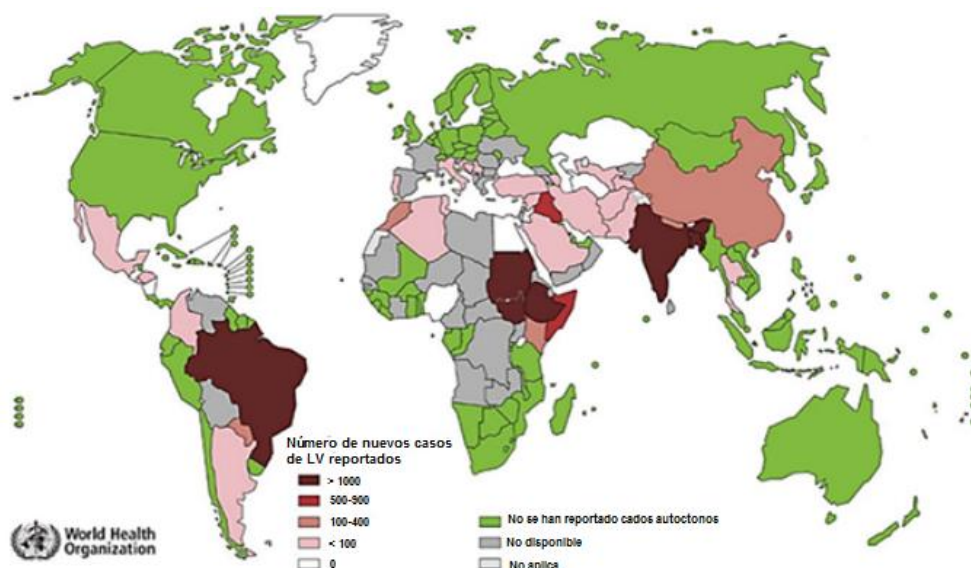 Número de nuevos casos
de LV reportados
> 1000
500-900
100-400
< 100
0
No se han reportado cados autoctonos
No disponible
No aplica
World Health
Organization